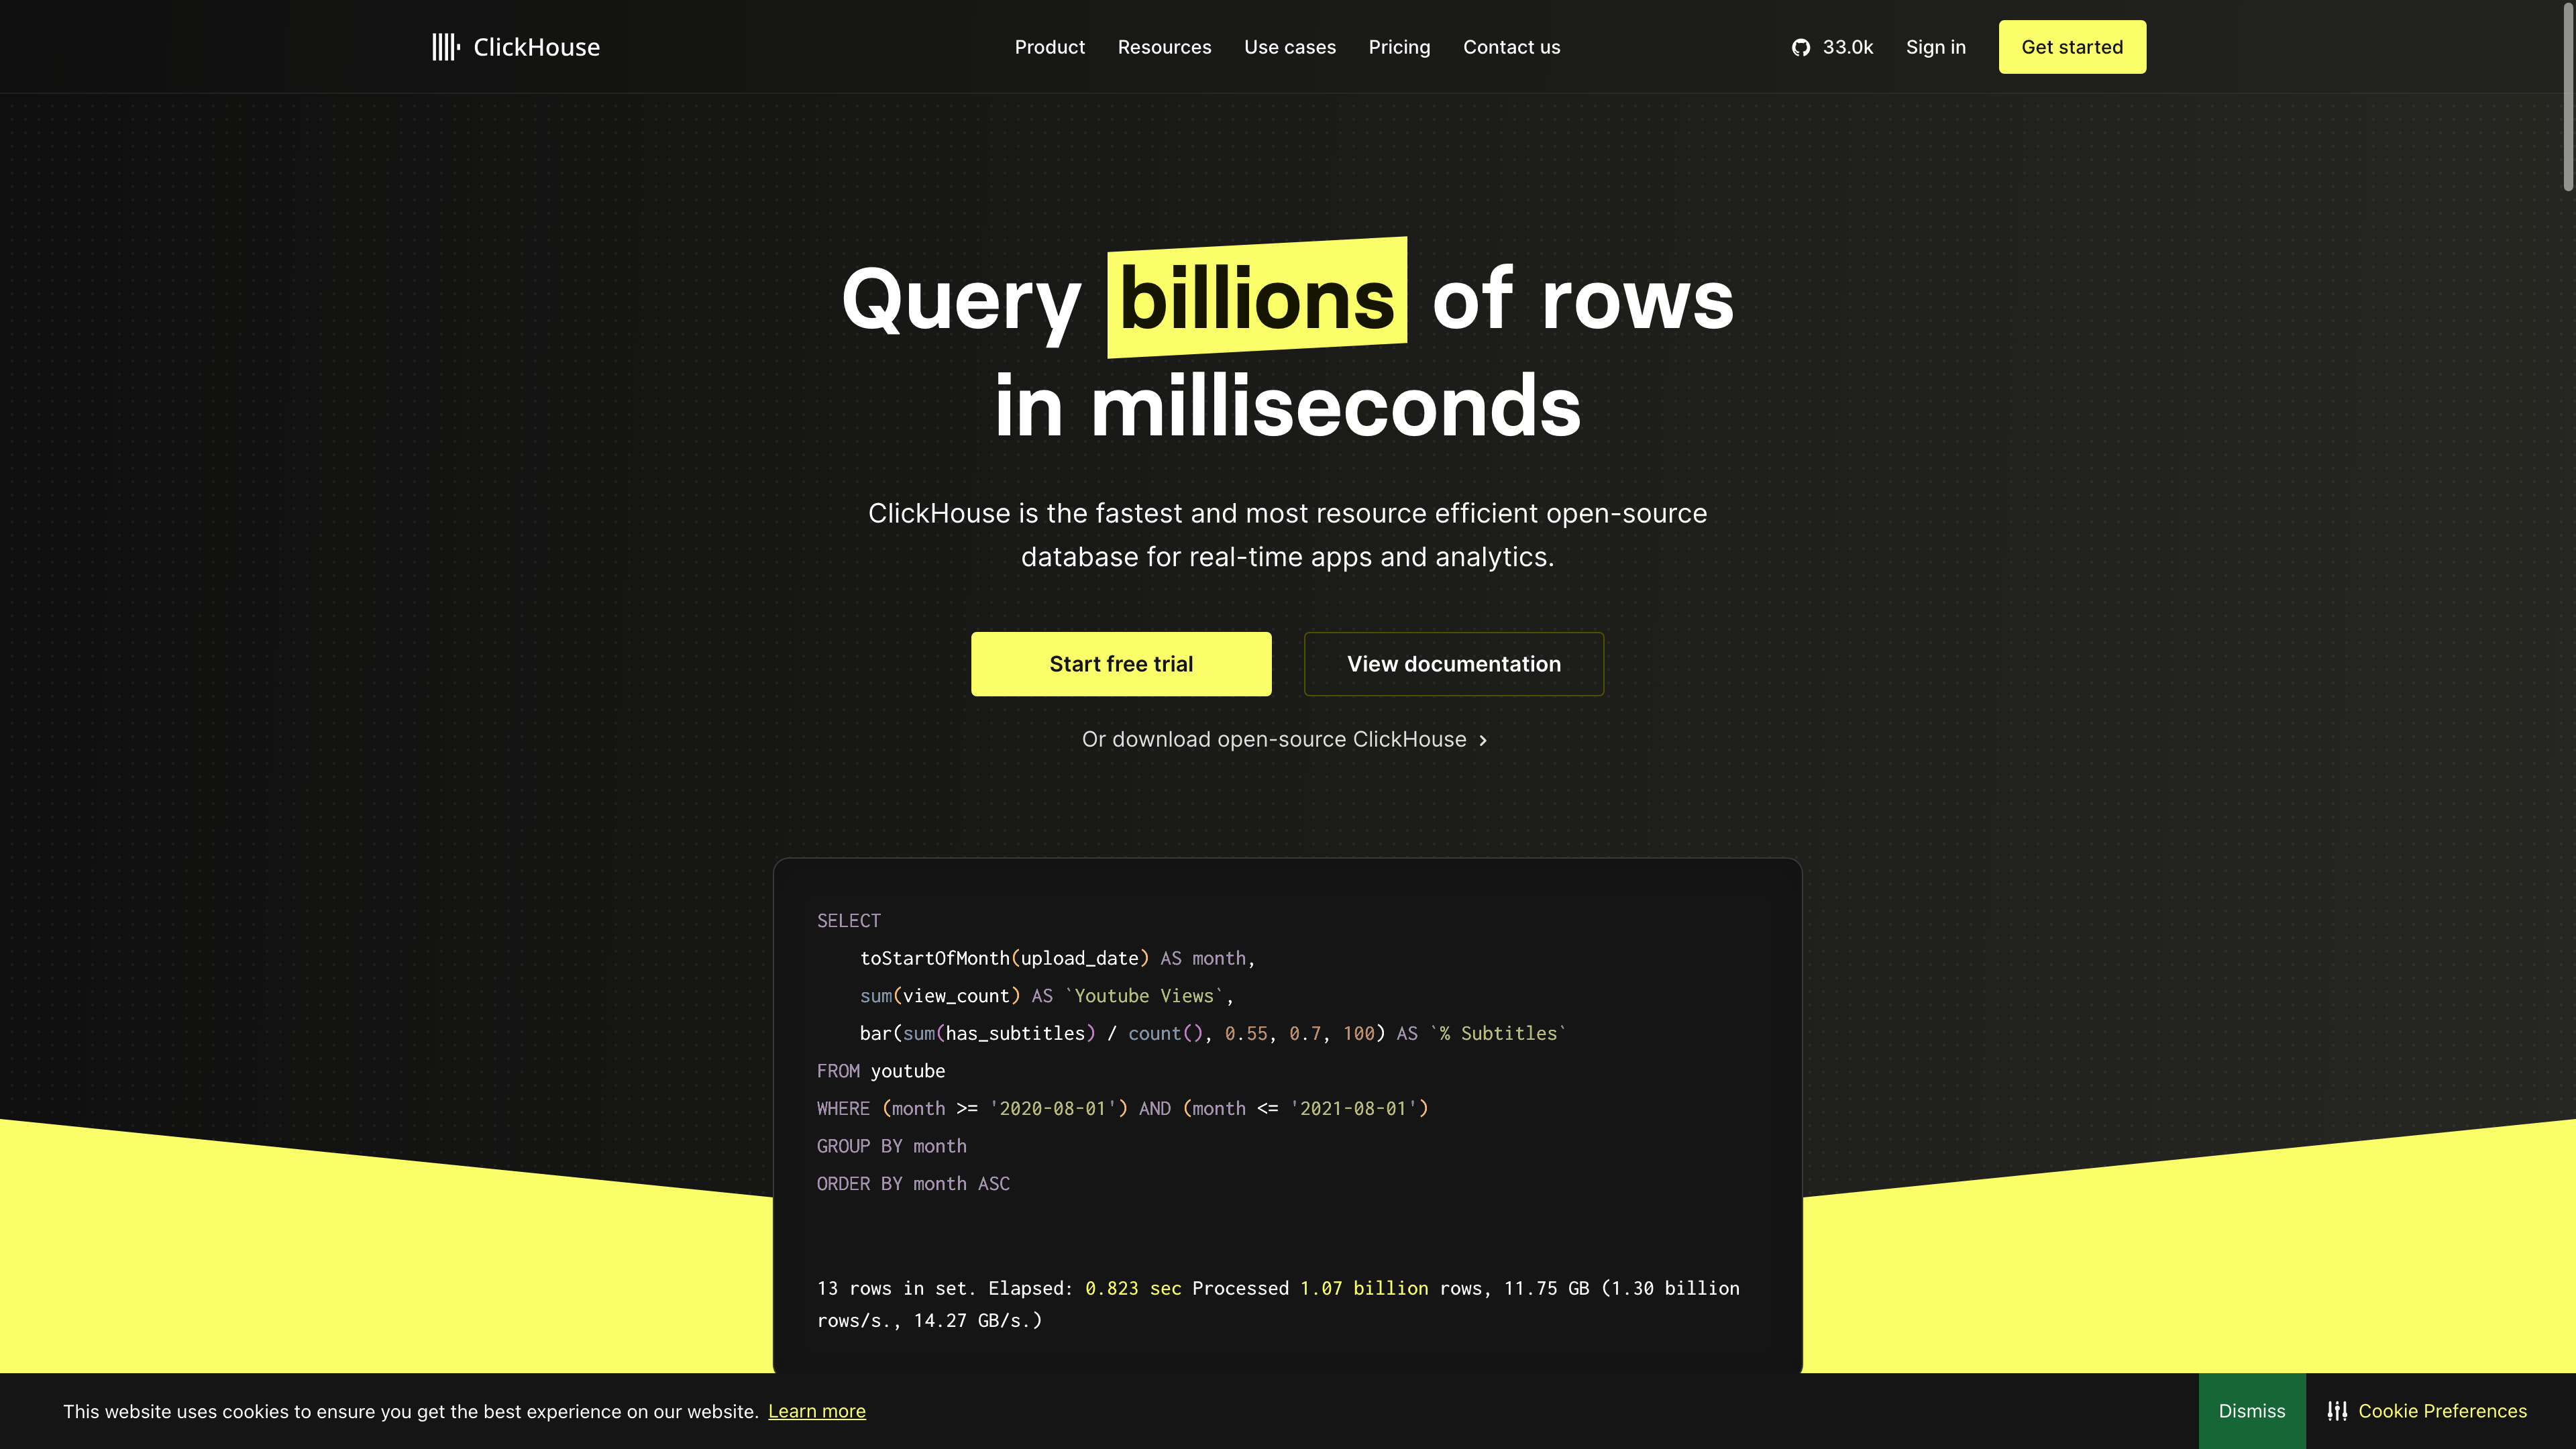 ClickHouse
Product Resources Use cases Pricing Contact us
33.0k Sign in Get started
Query billions of rows
in milliseconds
ClickHouse is the fastest and most resource efficient open-source
database for real-time apps and analytics.
Start free trial View documentation
Or download open-source ClickHouse
SELECT
    toStartOfMonth(upload_date) AS month,
    sum(view_count) AS `Youtube Views`,
    bar(sum(has_subtitles) / count(), 0.55, 0.7, 100) AS `% Subtitles`
FROM youtube
WHERE (month >= '2020-08-01') AND (month <= '2021-08-01')
GROUP BY month
ORDER BY month ASC
13 rows in set. Elapsed: 0.823 sec Processed 1.07 billion rows, 11.75 GB (1.30 billion
rows/s., 14.27 GB/s.)
This website uses cookies to ensure you get the best experience on our website. Learn more
Dismiss Cookie Preferences